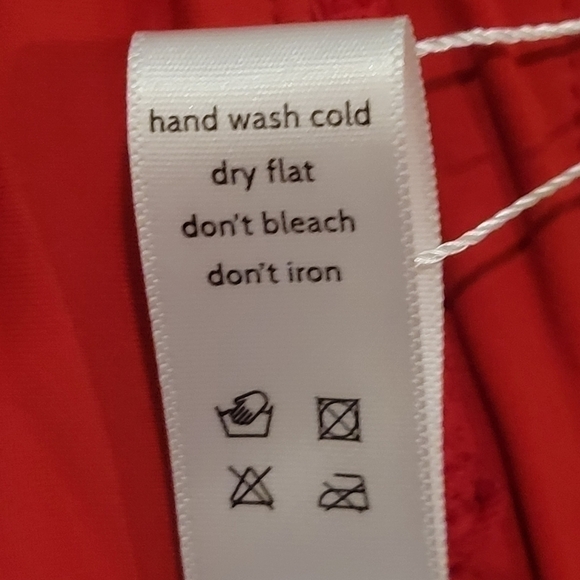 hand wash cold
dry flat
don't bleach
don't iron